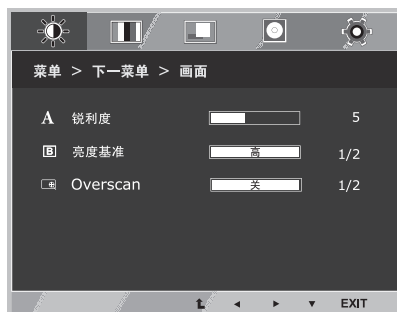 菜单 > 下一菜单 > 画面
A 锐利度 5
B 亮度基准 高 1/2
Overscan 关 1/2
EXIT